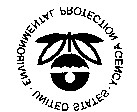 UNITED STATES
ENVIRONMENTAL PROTECTION AGENCY